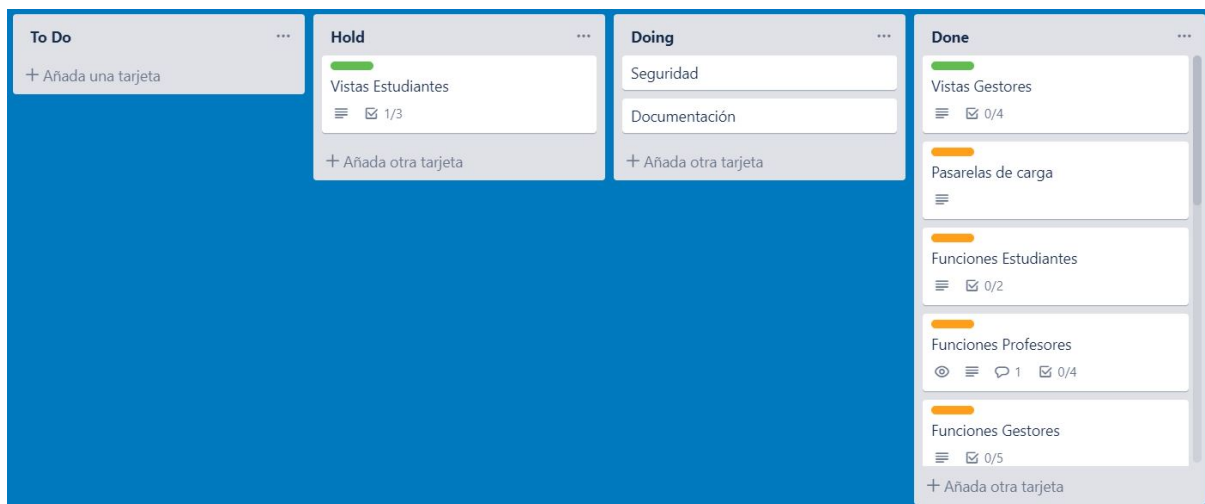 To Do
+ Añada una tarjeta
Hold
Vistas Estudiantes
1/3
+ Añada otra tarjeta
Doing
Seguridad
Documentación
+ Añada otra tarjeta
Done
Vistas Gestores
0/4
Pasarelas de carga
Funciones Estudiantes
0/2
Funciones Profesores
1 0/4
Funciones Gestores
0/5
+ Añada otra tarjeta